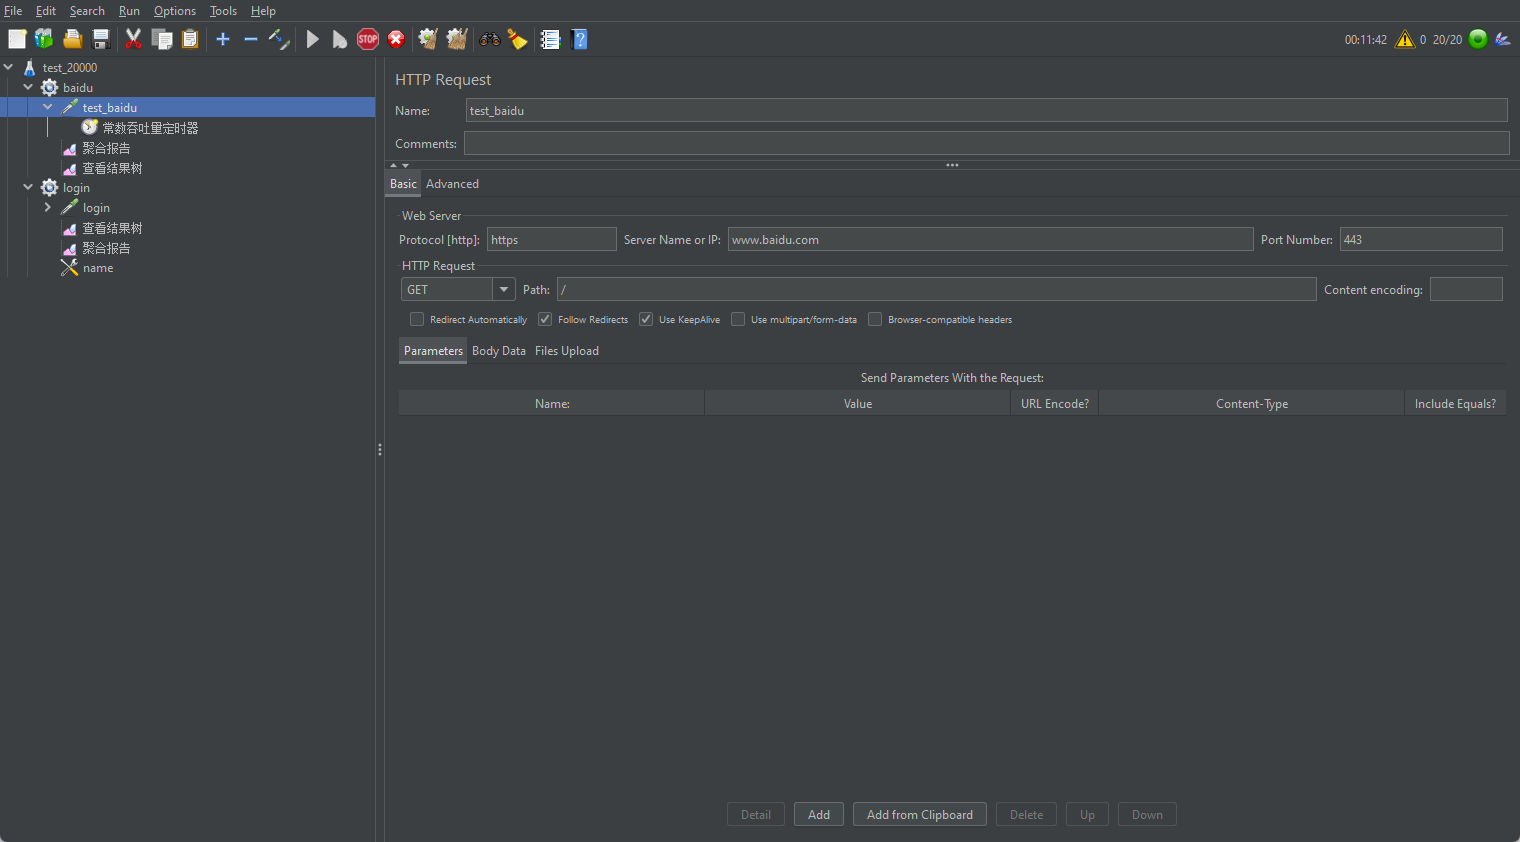 File Edit Search Run Options Tools Help
STOP
?
00:11:42 0 20/20
test_20000
baidu
test_baidu
常数吞吐量定时器
聚合报告
查看结果树
login
login
查看结果树
聚合报告
name
HTTP Request
Name: test_baidu
Comments:
Basic Advanced
Web Server
Protocol [http]: https Server Name or IP: www.baidu.com Port Number: 443
HTTP Request
GET Path: / Content encoding:
Redirect Automatically Follow Redirects Use KeepAlive Use multipart/form-data Browser-compatible headers
Parameters Body Data Files Upload
Send Parameters With the Request:
Name: Value URL Encode? Content-Type Include Equals?
Detail Add Add from Clipboard Delete Up Down